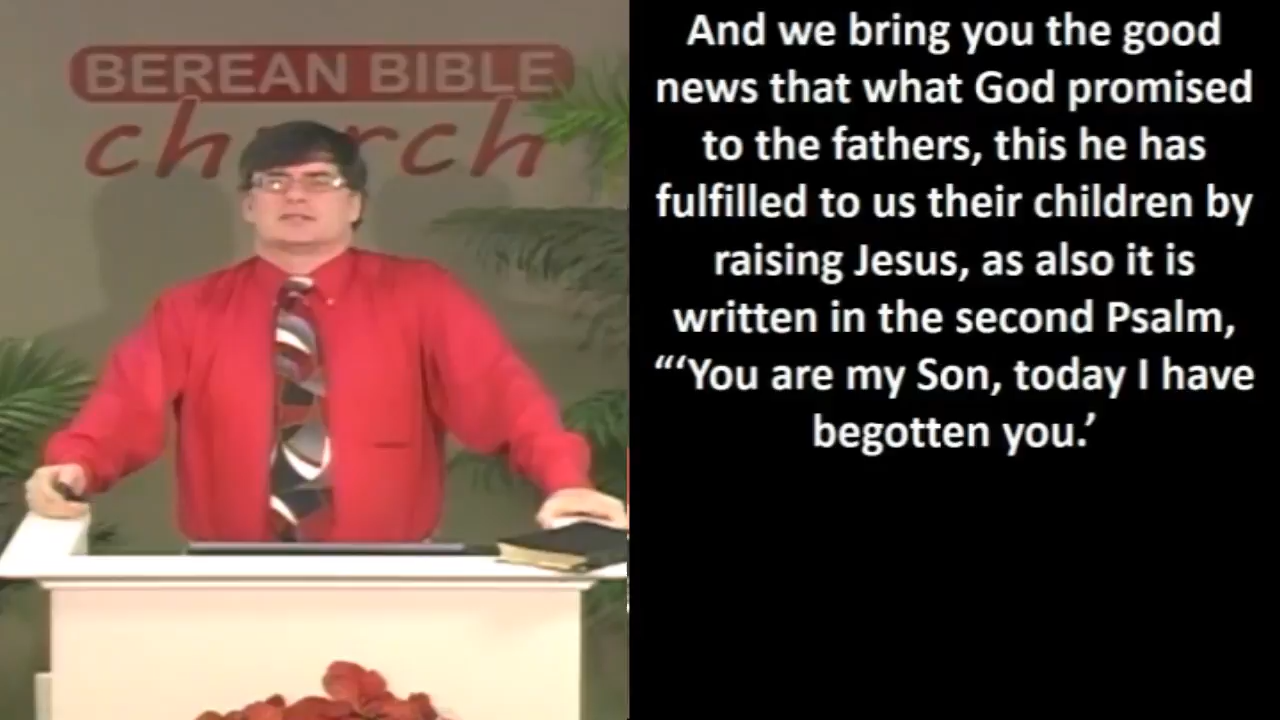 BEREAN BIBLE
church
And we bring you the good
news that what God promised
to the fathers, this he has
fulfilled to us their children by
raising Jesus, as also it is
written in the second Psalm,
“‘You are my Son, today I have
begotten you.’